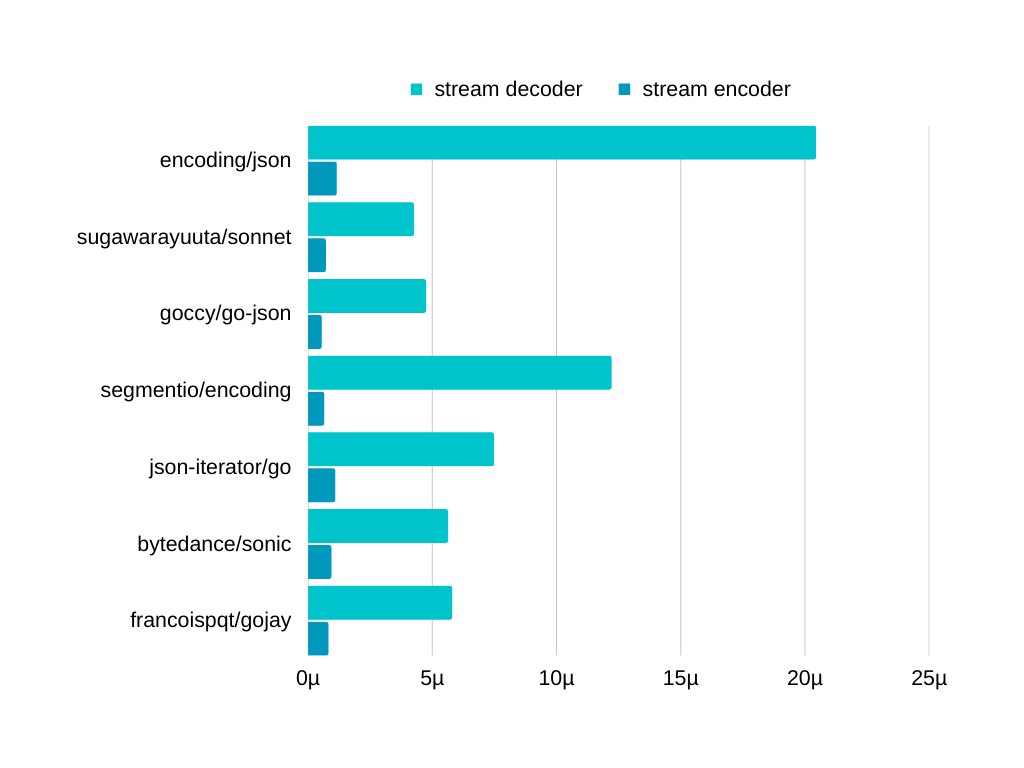 stream decoder stream encoder
encoding/json
sugawarayuuta/sonnet
goccy/go-json
segmentio/encoding
json-iterator/go
bytedance/sonic
francoispqt/gojay
0µ 5µ 10µ 15µ 20µ 25µ